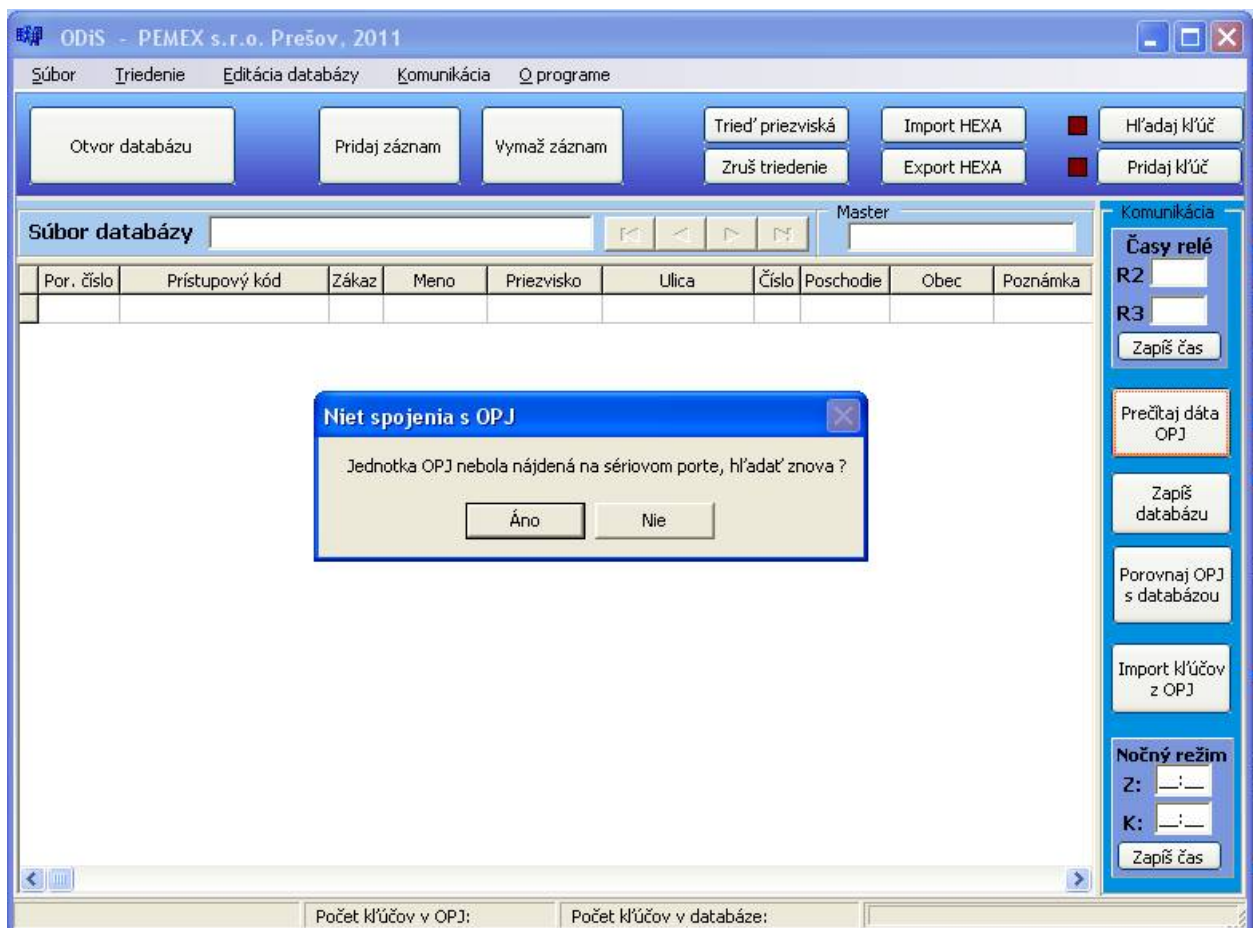 ODiS - PEMEX s.r.o. Prešov, 2011
Súbor Triedenie Editácia databázy Komunikácia O programe
Otvor databázu
Pridaj záznam
Vymaž záznam
Trieď priezviská
Zruš triedenie
Import HEXA
Export HEXA
Hľadaj kľúč
Pridaj kľúč
Súbor databázy
Master
Por. číslo Prístupový kód Zákaz Meno Priezvisko Ulica Číslo Poschodie Obec Poznámka
Niet spojenia s OPJ
Jednotka OPJ nebola nájdená na sériovom porte, hľadať znova ?
Áno Nie
Komunikácia
Časy relé
R2
R3
Zapíš čas
Prečítaj dáta
OPJ
Zapíš
databázu
Porovnaj OPJ
s databázou
Import kľúčov
z OPJ
Nočný režim
Z: __:__
K: __:__
Zapíš čas
Počet kľúčov v OPJ: Počet kľúčov v databáze: